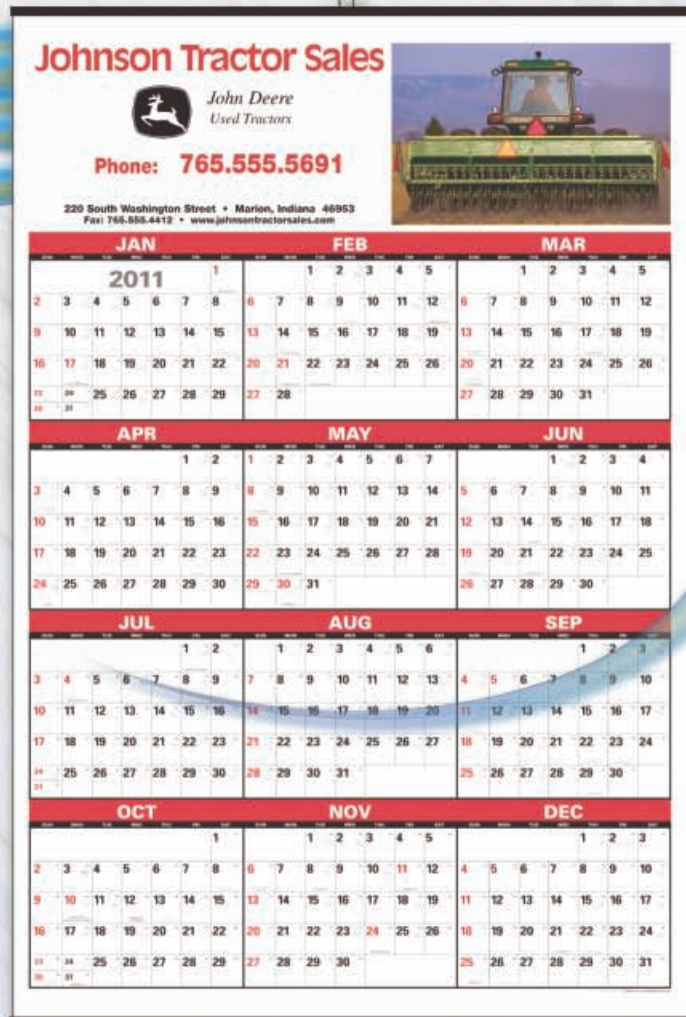 Johnson Tractor Sales
John Deere
Used Tractors
Phone: 765.555.5691
220 South Washington Street • Marion, Indiana 46953
Fax: 765.555.4412 • www.johnsontractorsales.com
JAN
2011 1
2 3 4 5 6 7 8
9 10 11 12 13 14 15
16 17 18 19 20 21 22
23 24 25 26 27 28 29
30 31
FEB
1 2 3 4 5
6 7 8 9 10 11 12
13 14 15 16 17 18 19
20 21 22 23 24 25 26
27 28
MAR
1 2 3 4 5
6 7 8 9 10 11 12
13 14 15 16 17 18 19
20 21 22 23 24 25 26
27 28 29 30 31
APR
1 2
3 4 5 6 7 8 9
10 11 12 13 14 15 16
17 18 19 20 21 22 23
24 25 26 27 28 29 30
MAY
1 2 3 4 5 6 7
8 9 10 11 12 13 14
15 16 17 18 19 20 21
22 23 24 25 26 27 28
29 30 31
JUN
1 2 3 4
5 6 7 8 9 10 11
12 13 14 15 16 17 18
19 20 21 22 23 24 25
26 27 28 29 30
JUL
1 2
3 4 5 6 7 8 9
10 11 12 13 14 15 16
17 18 19 20 21 22 23
24 25 26 27 28 29 30
31
AUG
1 2 3 4 5 6
7 8 9 10 11 12 13
14 15 16 17 18 19 20
21 22 23 24 25 26 27
28 29 30 31
SEP
1 2 3
4 5 6 7 8 9 10
11 12 13 14 15 16 17
18 19 20 21 22 23 24
25 26 27 28 29 30
OCT
1
2 3 4 5 6 7 8
9 10 11 12 13 14 15
16 17 18 19 20 21 22
23 24 25 26 27 28 29
30 31
NOV
1 2 3 4 5
6 7 8 9 10 11 12
13 14 15 16 17 18 19
20 21 22 23 24 25 26
27 28 29 30
DEC
1 2 3
4 5 6 7 8 9 10
11 12 13 14 15 16 17
18 19 20 21 22 23 24
25 26 27 28 29 30 31